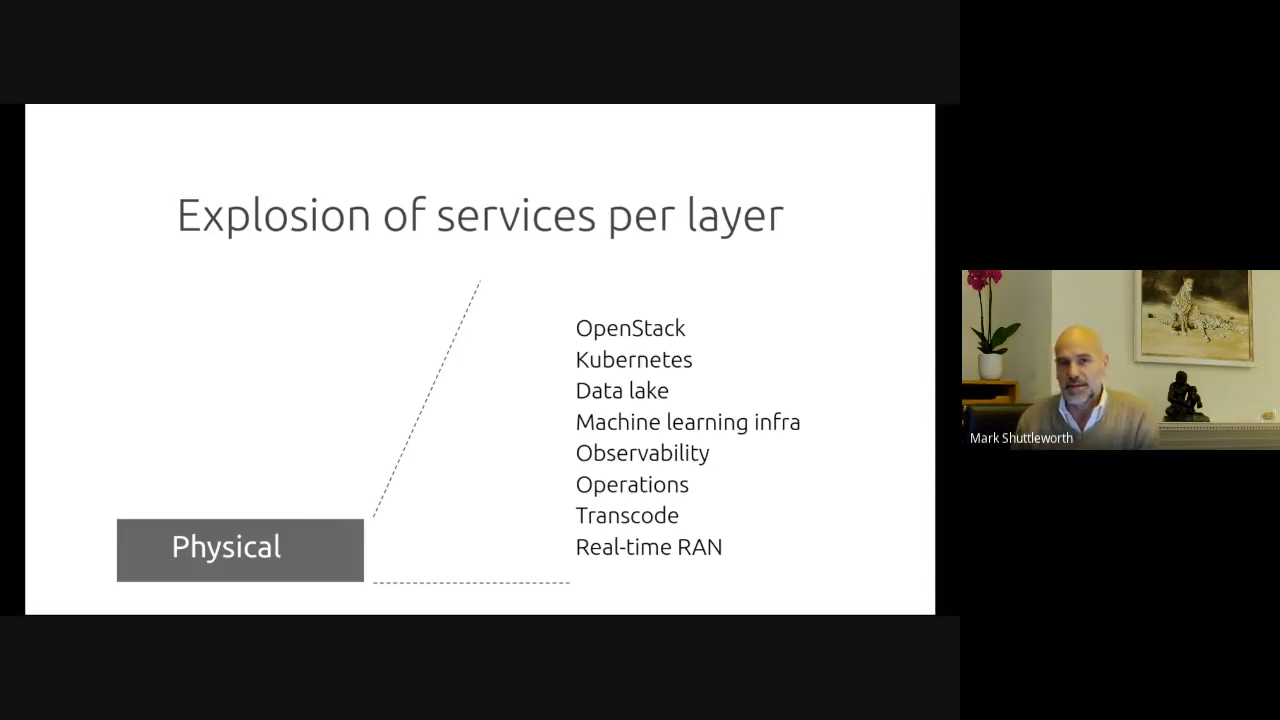 Explosion of services per layer
OpenStack
Kubernetes
Data lake
Machine learning infra
Observability
Operations
Transcode
Real-time RAN
Physical
Mark Shuttleworth